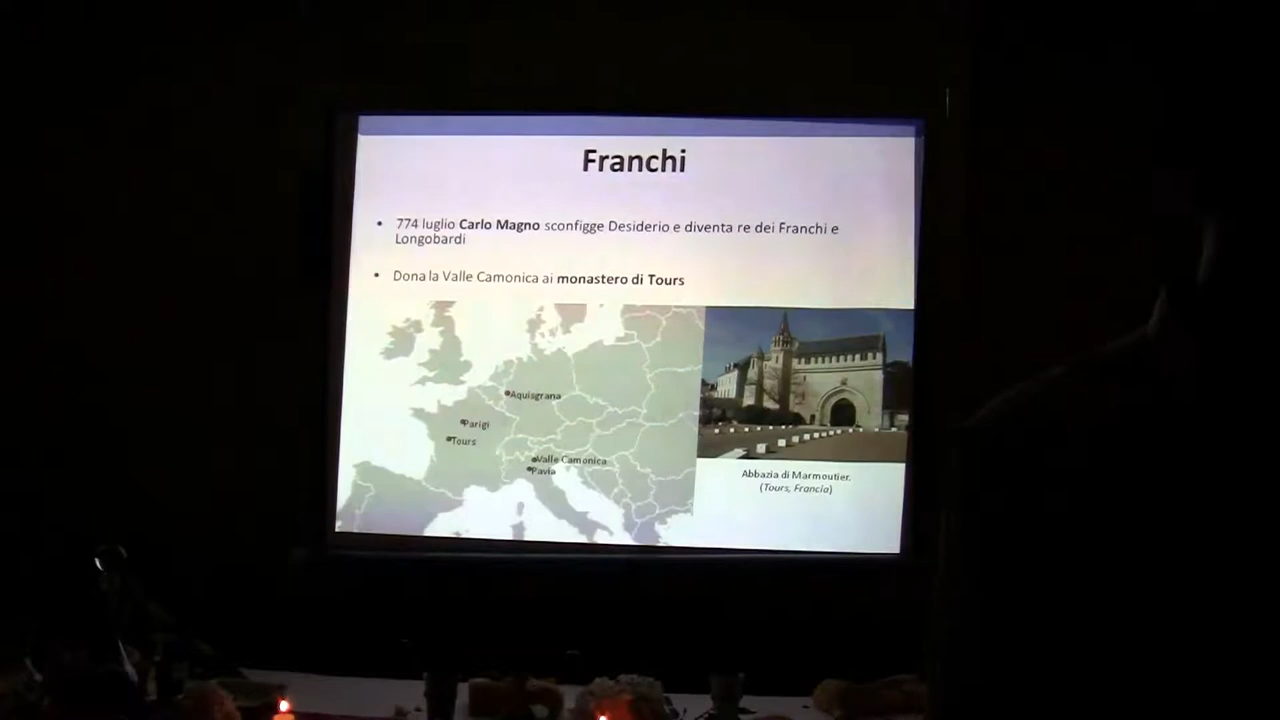 Franchi
• 774 luglio Carlo Magno sconfigge Desiderio e diventa re dei Franchi e
Longobardi
• Dona la Valle Camonica ai monastero di Tours
Aquisgrana
Parigi
Tours
Valle Camonica
Pavia
Abbazia di Marmoutier.
(Tours, Francia)